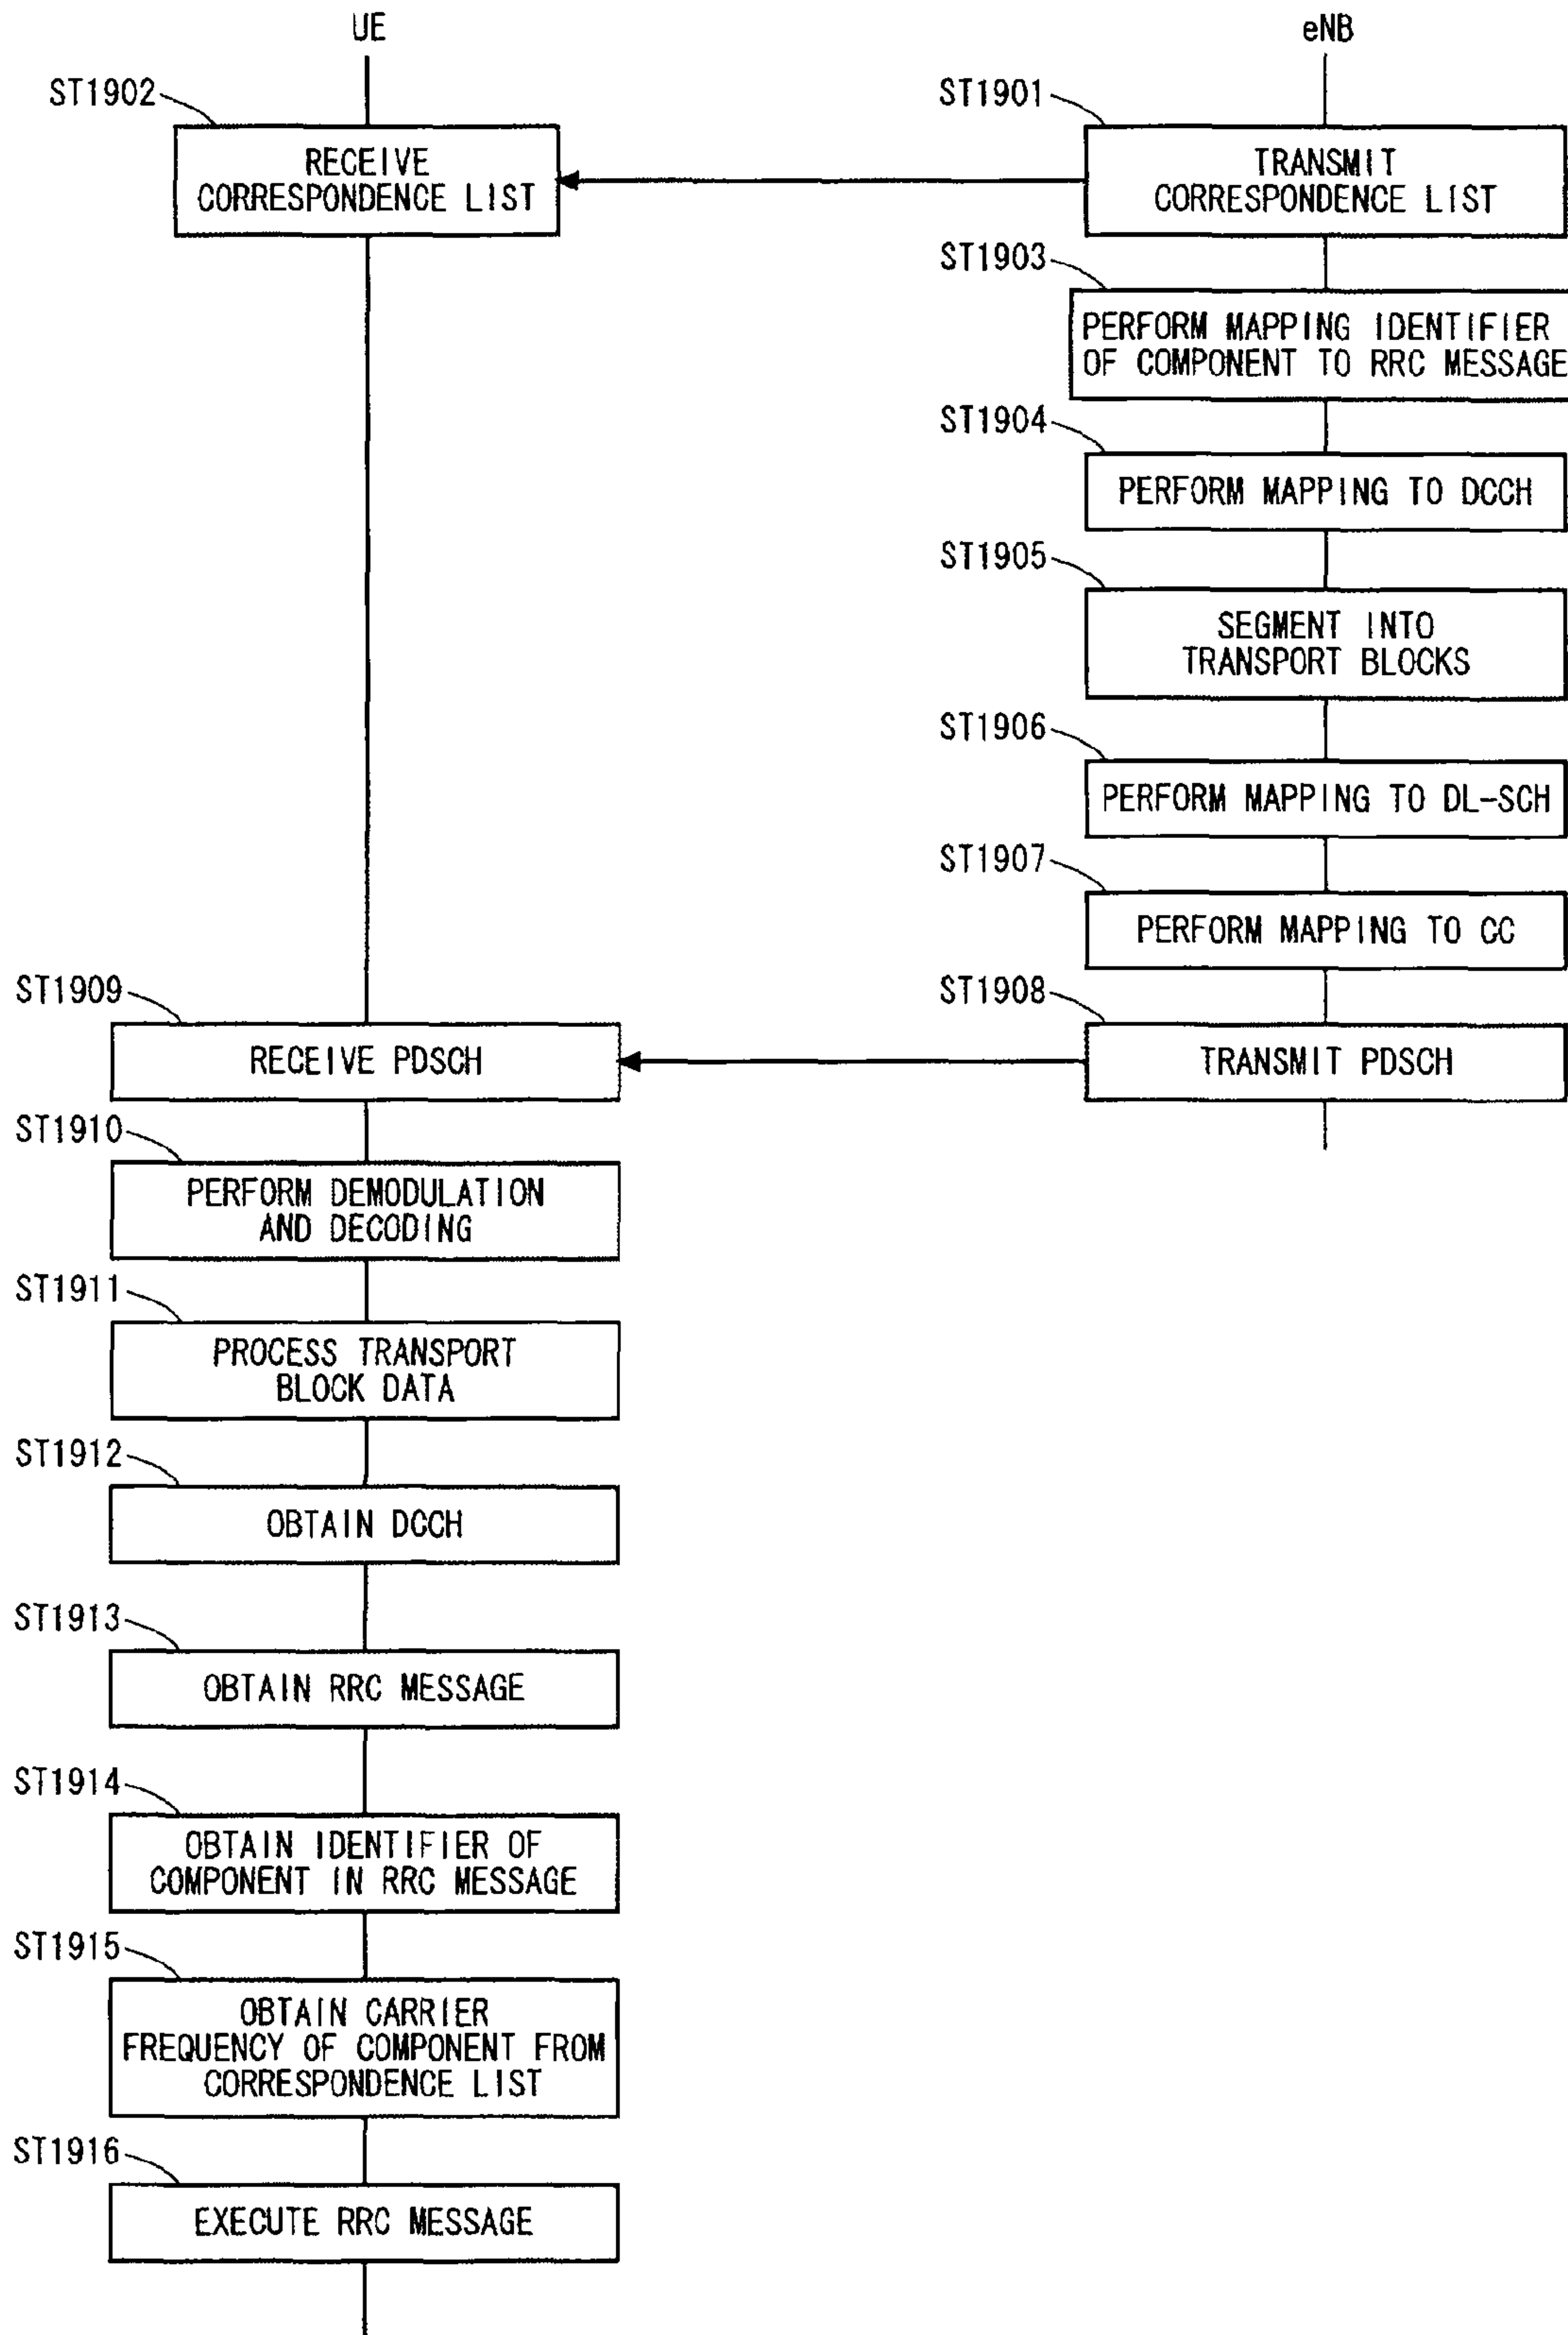 UE
eNB
ST1902
ST1901
RECEIVE
CORRESPONDENCE LIST
TRANSMIT
CORRESPONDENCE LIST
ST1903
PERFORM MAPPING IDENTIFIER
OF COMPONENT TO RRC MESSAGE
ST1904
PERFORM MAPPING TO DCCH
ST1905
SEGMENT INTO
TRANSPORT BLOCKS
ST1906
PERFORM MAPPING TO DL-SCH
ST1907
PERFORM MAPPING TO CC
ST1909
ST1908
RECEIVE PDSCH
TRANSMIT PDSCH
ST1910
PERFORM DEMODULATION
AND DECODING
ST1911
PROCESS TRANSPORT
BLOCK DATA
ST1912
OBTAIN DCCH
ST1913
OBTAIN RRC MESSAGE
ST1914
OBTAIN IDENTIFIER OF
COMPONENT IN RRC MESSAGE
ST1915
OBTAIN CARRIER
FREQUENCY OF COMPONENT FROM
CORRESPONDENCE LIST
ST1916
EXECUTE RRC MESSAGE